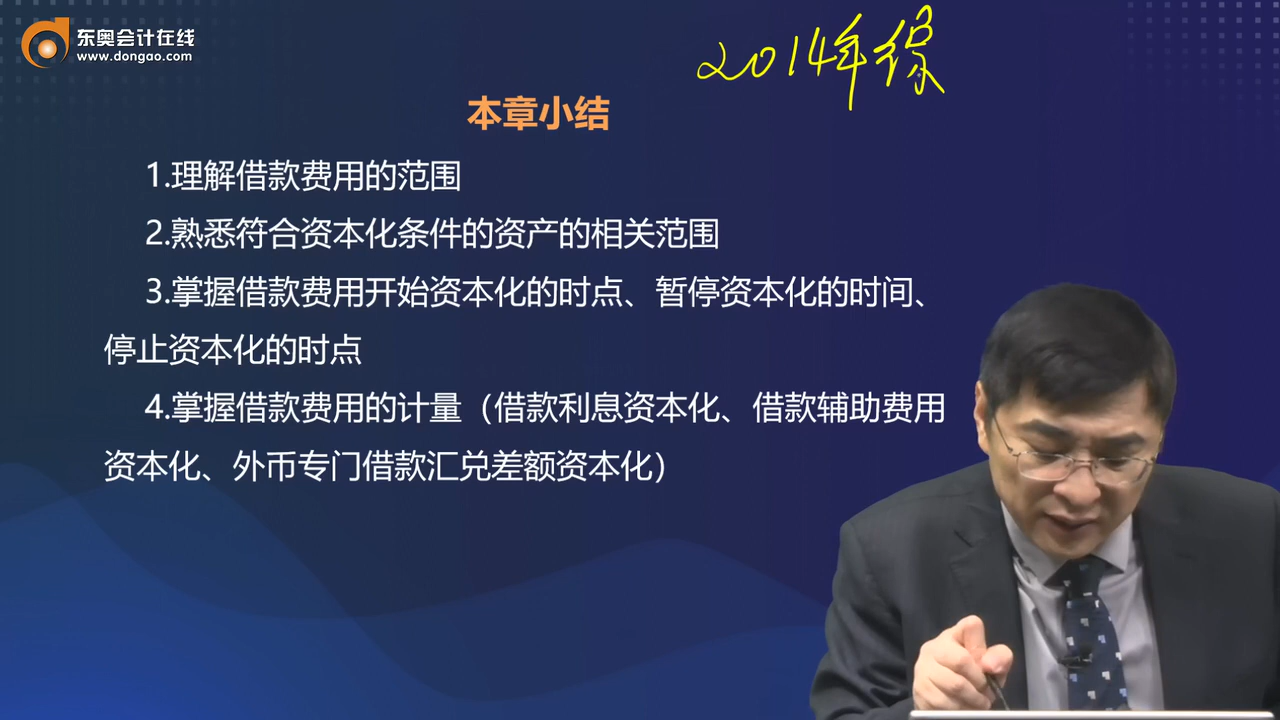 东奥会计在线
www.dongao.com
2014年综
本章小结
1.理解借款费用的范围
2.熟悉符合资本化条件的资产的相关范围
3.掌握借款费用开始资本化的时点、暂停资本化的时间、
停止资本化的时点
4.掌握借款费用的计量（借款利息资本化、借款辅助费用
资本化、外币专门借款汇兑差额资本化）